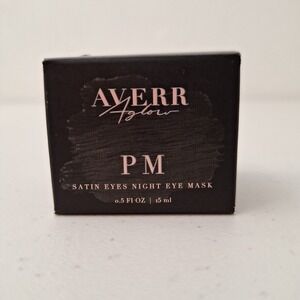 AVERR
Aglow
PM
SATIN EYES NIGHT EYE MASK
0.5 Fl OZ | 15 ml